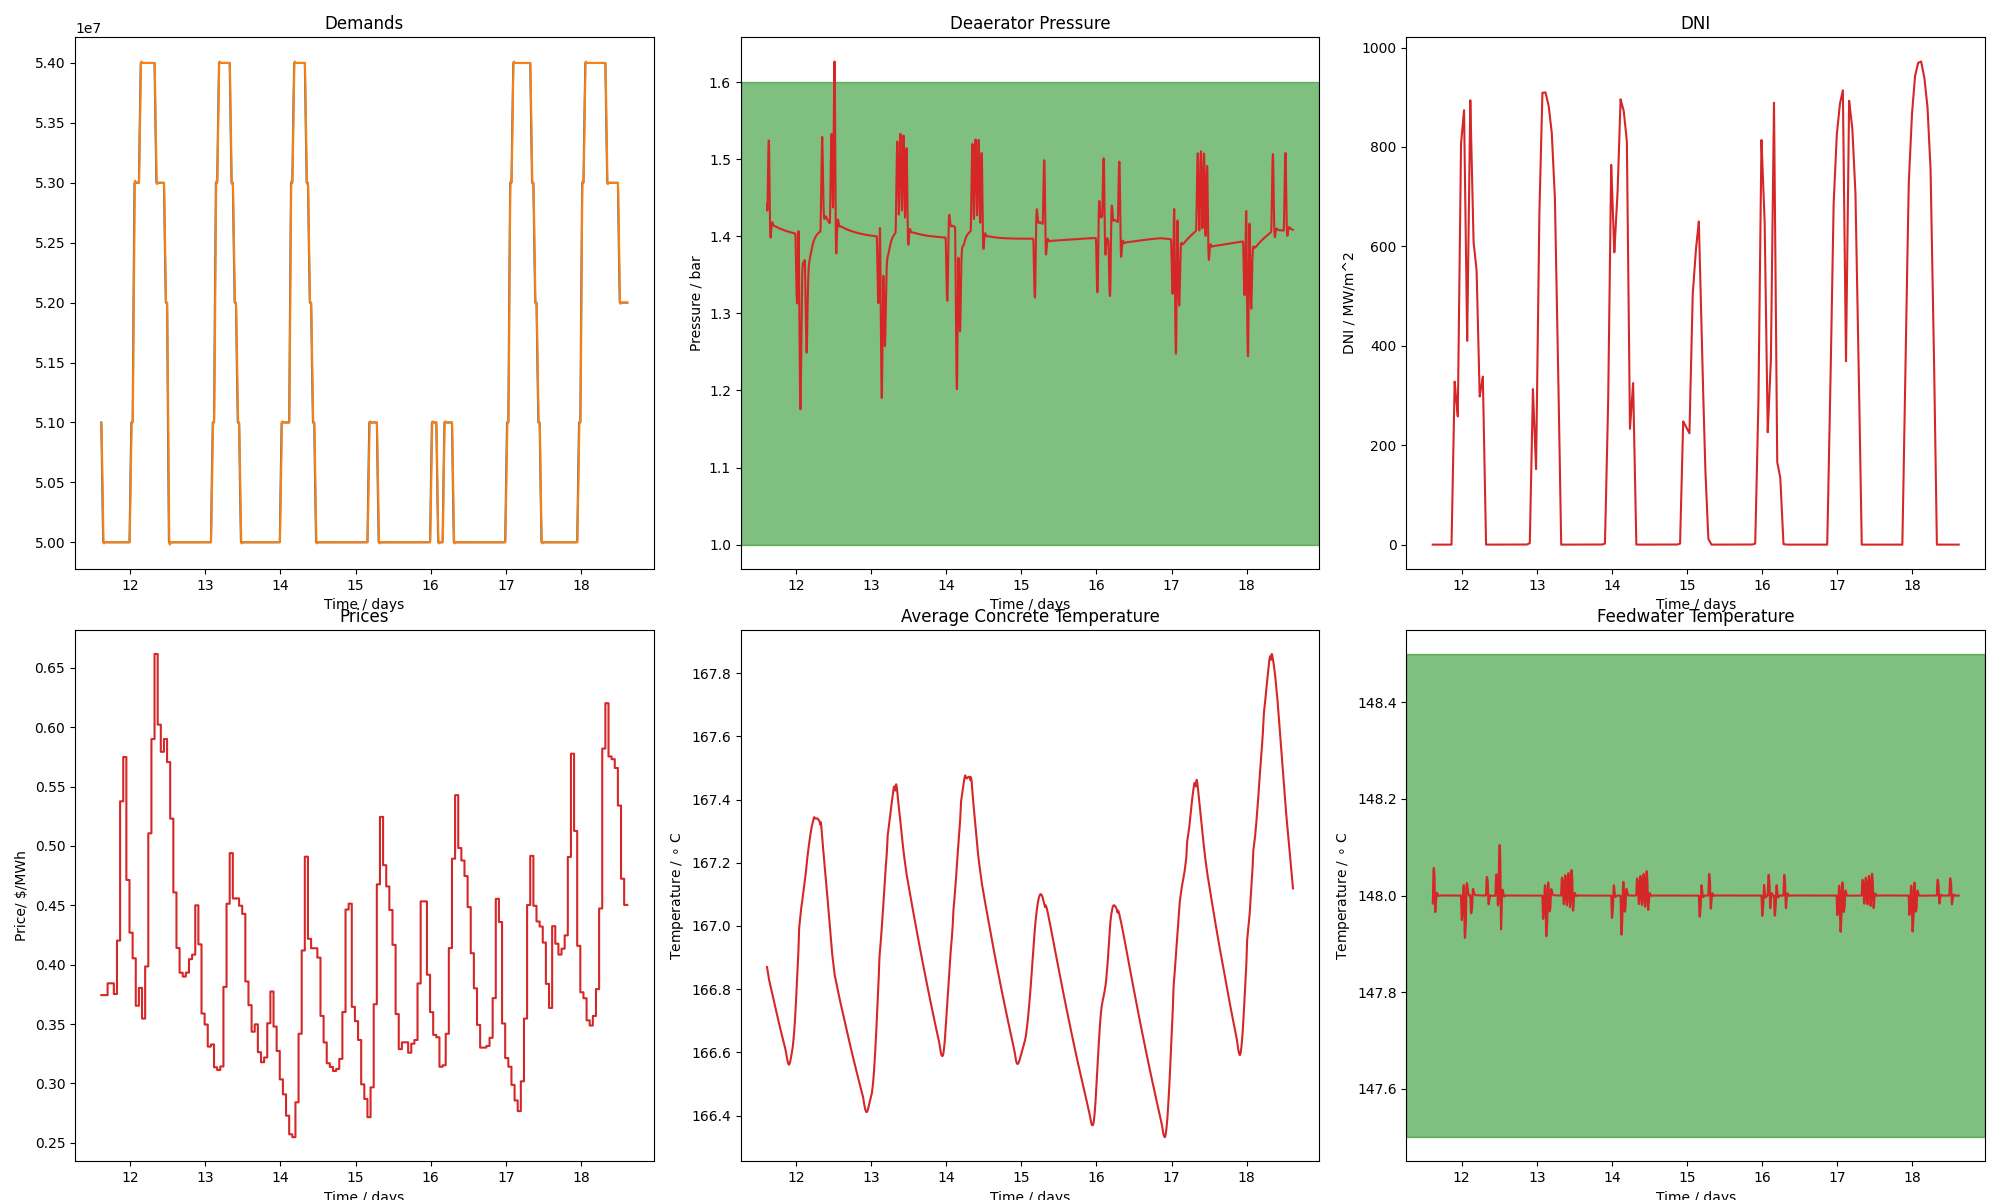 Demands
1e7
5.40
5.35
5.30
5.25
5.20
5.15
5.10
5.05
5.00
12 13 14 15 16 17 18
Time / days
Deaerator Pressure
Pressure / bar
1.6
1.5
1.4
1.3
1.2
1.1
1.0
12 13 14 15 16 17 18
Time / days
DNI
DNI / MW/m^2
1000
800
600
400
200
0
12 13 14 15 16 17 18
Time / days
Prices
Price/ $/MWh
0.65
0.60
0.55
0.50
0.45
0.40
0.35
0.30
0.25
12 13 14 15 16 17 18
Time / days
Average Concrete Temperature
Temperature / ∘ C
167.8
167.6
167.4
167.2
167.0
166.8
166.6
166.4
12 13 14 15 16 17 18
Time / days
Feedwater Temperature
Temperature / ∘ C
148.4
148.2
148.0
147.8
147.6
12 13 14 15 16 17 18
Time / days